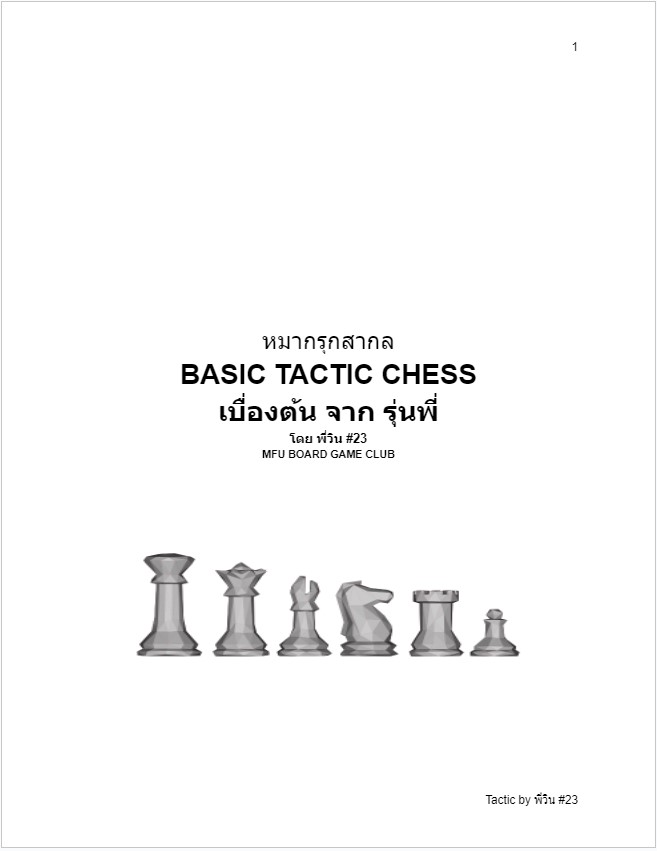 1
หมากรุกสากล
BASIC TACTIC CHESS
เบื่องต้น จาก รุ่นพี่
โดย พี่วิน #23
MFU BOARD GAME CLUB
Tactic by พี่วิน #23